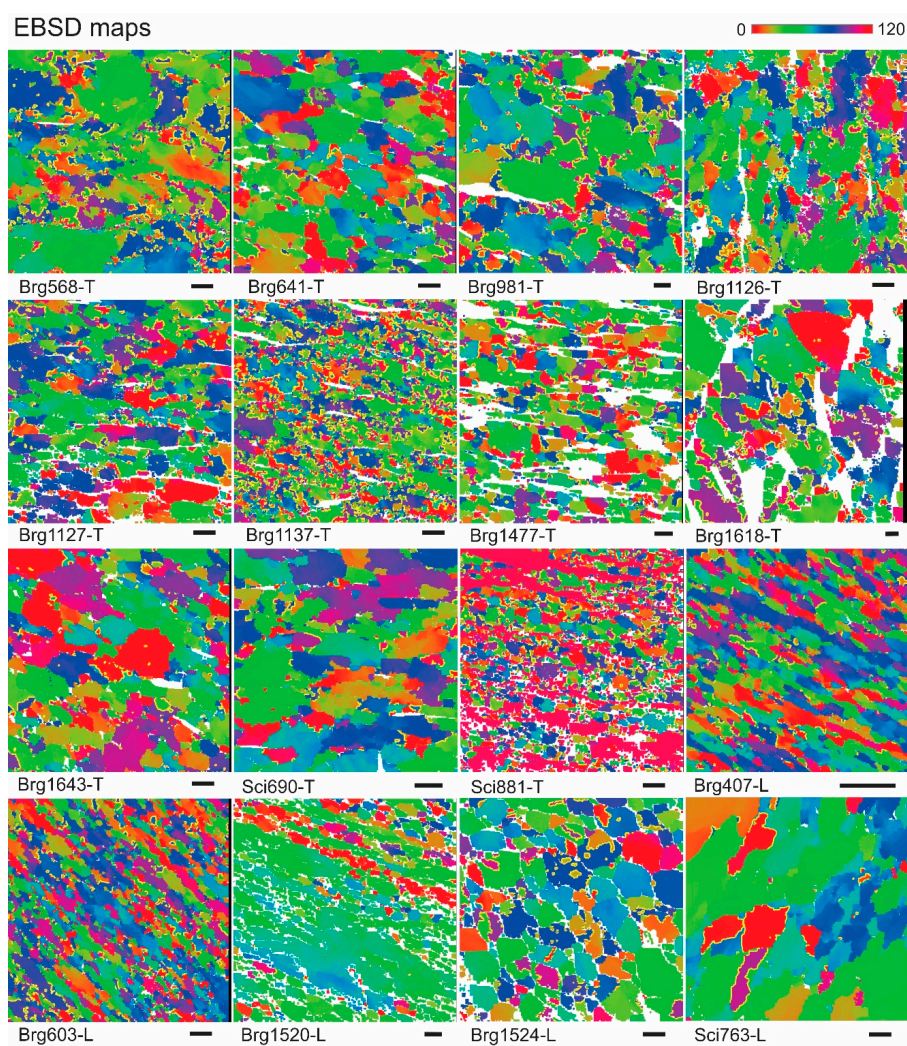 EBSD maps
0 120
Brg568-T Brg641-T Brg981-T Brg1126-T
Brg1127-T Brg1137-T Brg1477-T Brg1618-T
Brg1643-T Sci690-T Sci881-T Brg407-L
Brg603-L Brg1520-L Brg1524-L Sci763-L